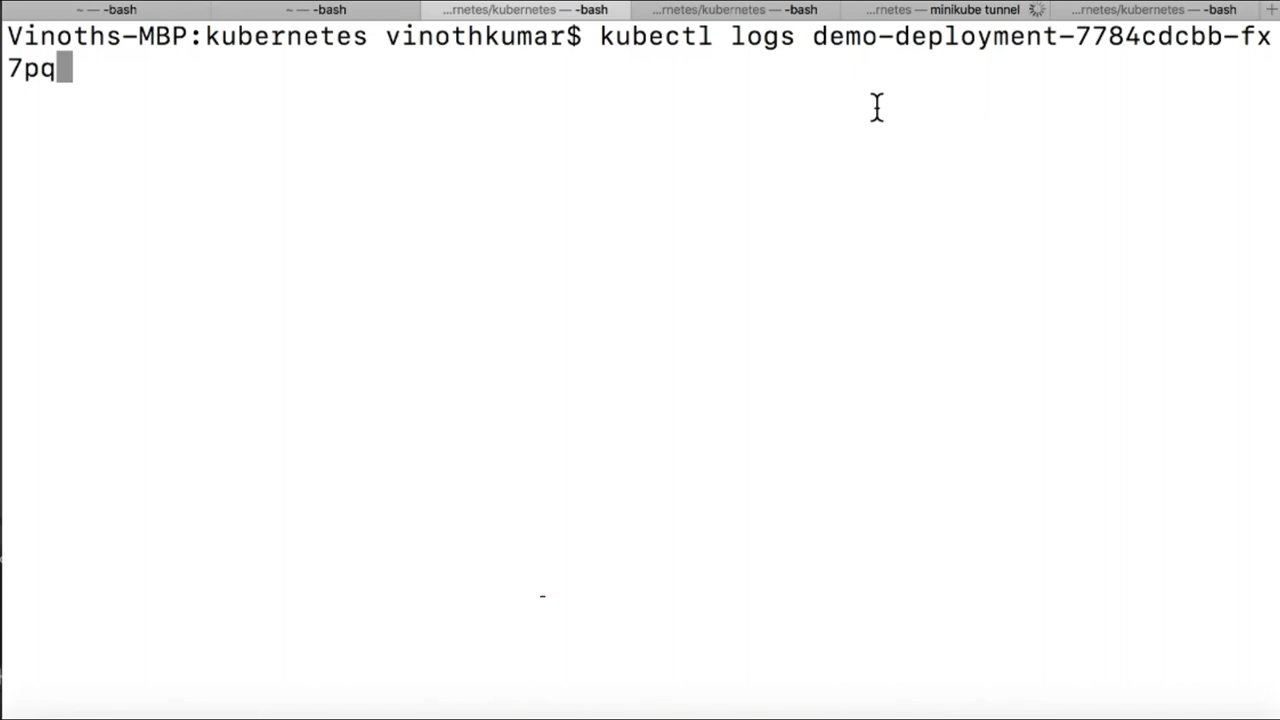 ~ — -bash
~ — -bash
...rnetes/kubernetes — -bash
...rnetes/kubernetes — -bash
...rnetes — minikube tunnel
...rnetes/kubernetes — -bash
+
Vinoths-MBP:kubernetes vinothkumar$ kubectl logs demo-deployment-7784cdcbb-fx
7pq